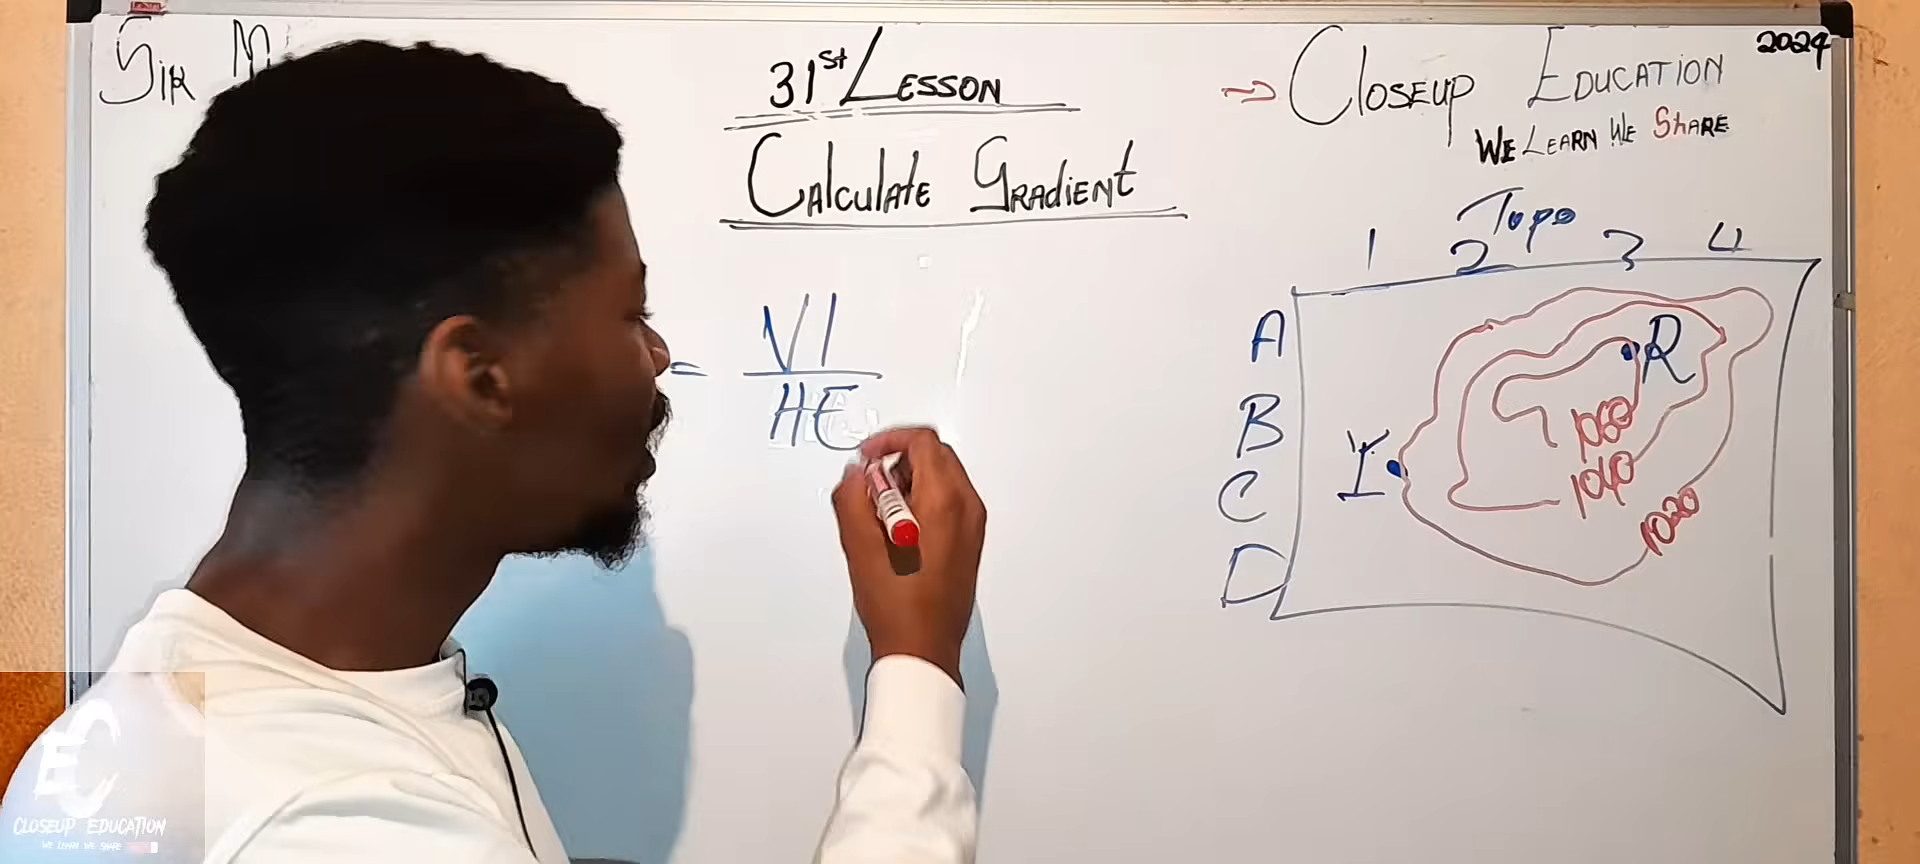 SIR
31st LESSON
CALCULATE GRADIENT
→ CLOSEUP EDUCATION
2024
WE LEARN WE SHARE
Topo
1 2 3 4
A
B
C
D
= VI
HE
R
Y
1060
1040
1020
EC
CLOSEUP EDUCATION
WE LEARN WE SHARE